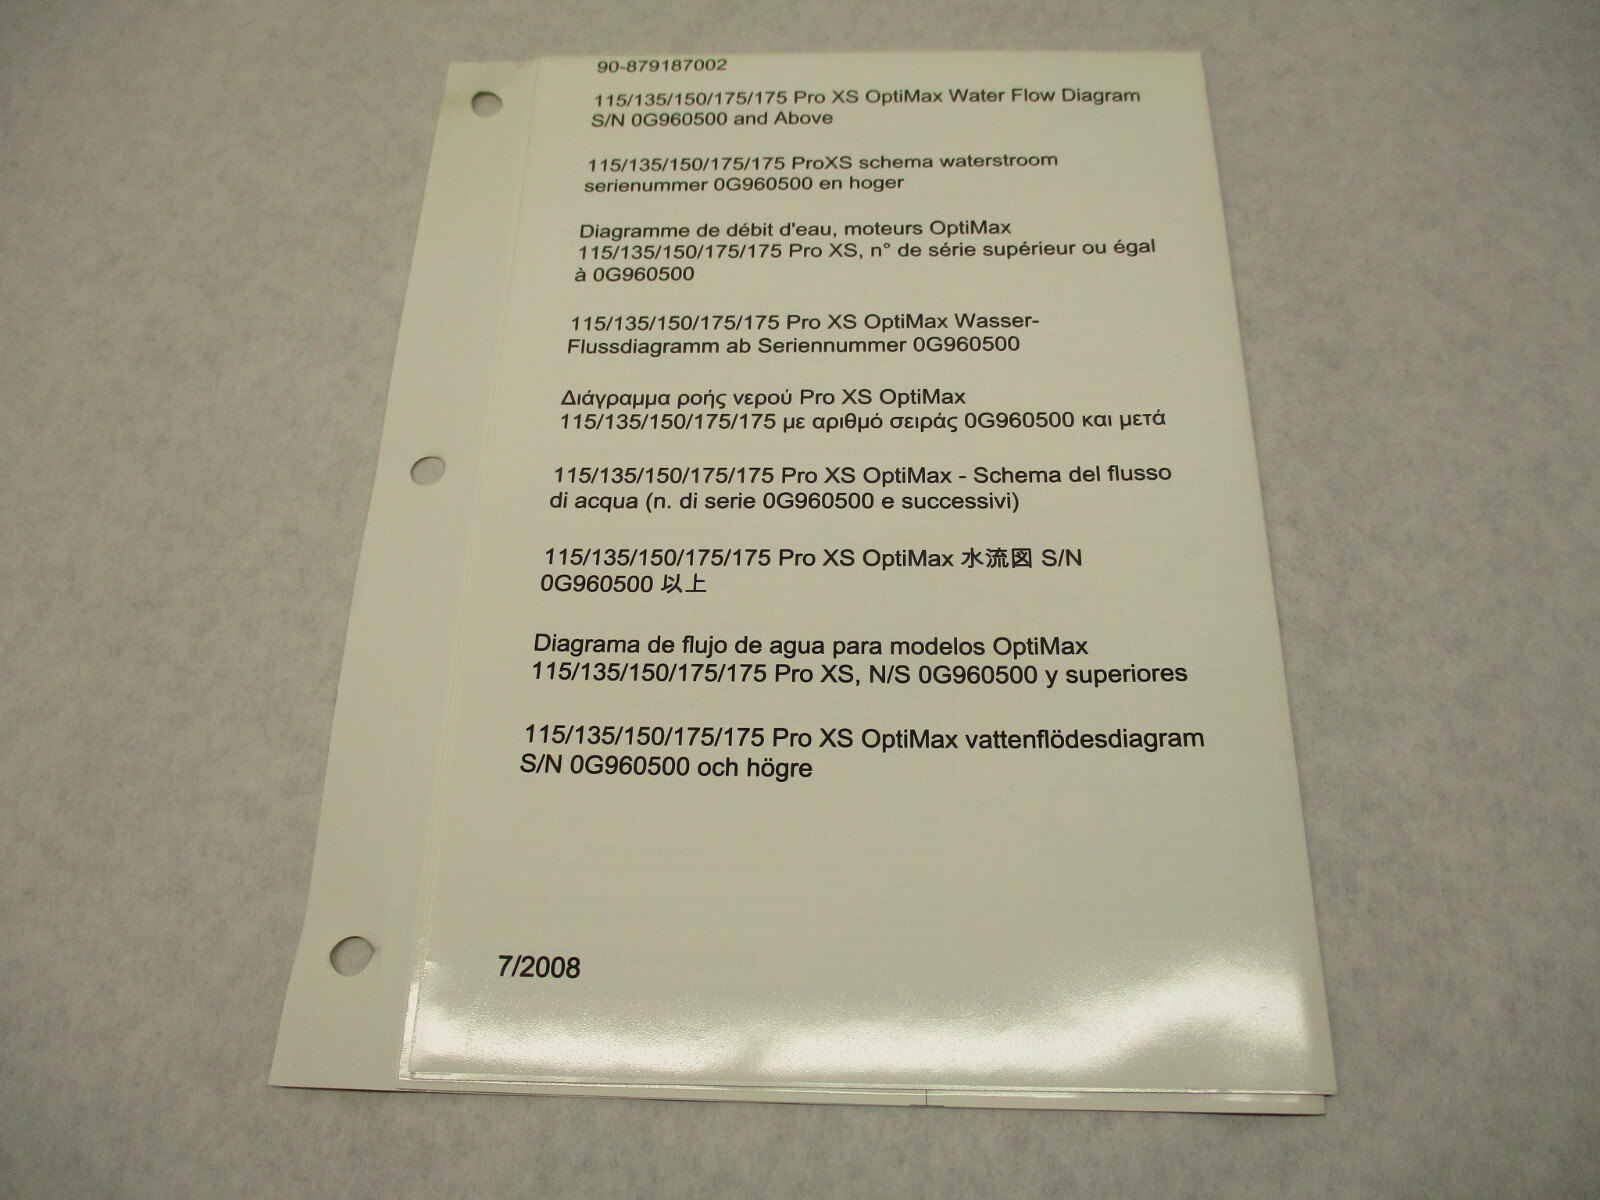 90-879187002
115/135/150/175/175 Pro XS OptiMax Water Flow Diagram
S/N 0G960500 and Above
115/135/150/175/175 ProXS schema waterstroom
serienummer 0G960500 en hoger
Diagramme de débit d'eau, moteurs OptiMax
115/135/150/175/175 Pro XS, n° de série supérieur ou égal
à 0G960500
115/135/150/175/175 Pro XS OptiMax Wasser-
Flussdiagramm ab Seriennummer 0G960500
Διάγραμμα ροής νερού Pro XS OptiMax
115/135/150/175/175 με αριθμό σειράς 0G960500 και μετά
115/135/150/175/175 Pro XS OptiMax - Schema del flusso
di acqua (n. di serie 0G960500 e successivi)
115/135/150/175/175 Pro XS OptiMax 水流図 S/N
0G960500 以上
Diagrama de flujo de agua para modelos OptiMax
115/135/150/175/175 Pro XS, N/S 0G960500 y superiores
115/135/150/175/175 Pro XS OptiMax vattenflödesdiagram
S/N 0G960500 och högre
7/2008